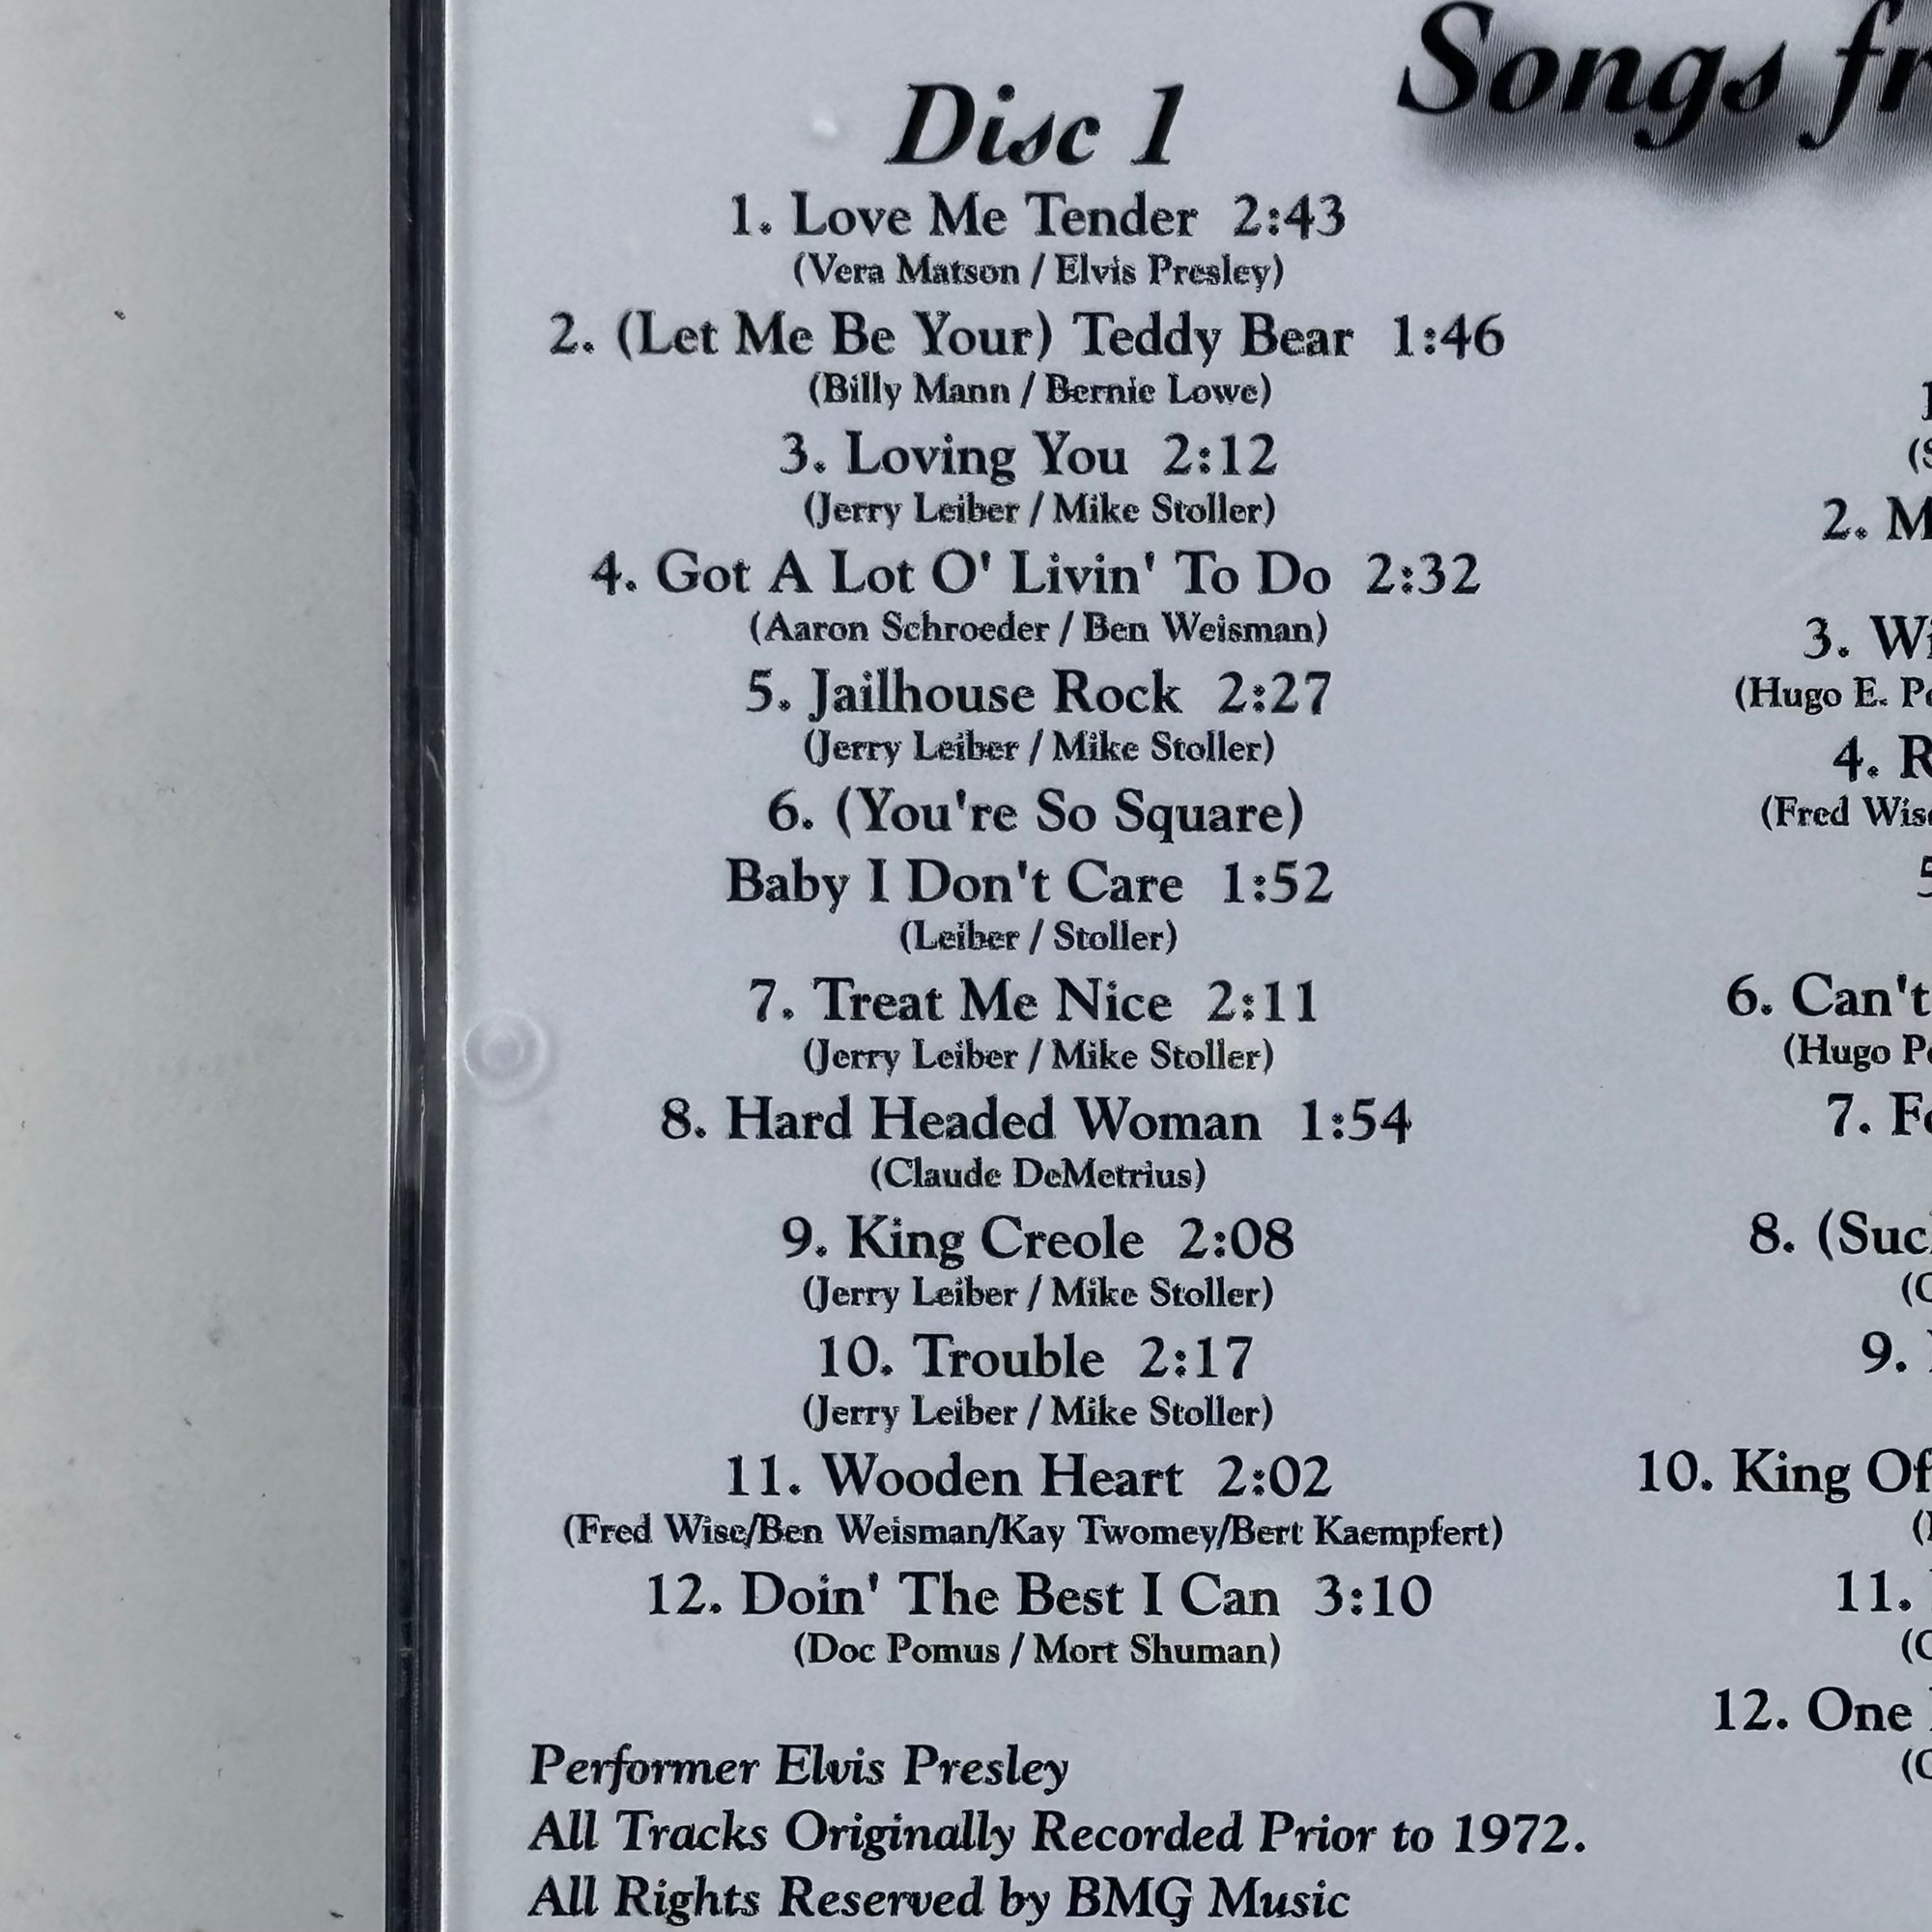 Songs
Disc 1
1. Love Me Tender 2:43
(Vera Matson / Elvis Presley)
2. (Let Me Be Your) Teddy Bear 1:46
(Billy Mann / Bernie Lowe)
3. Loving You 2:12
(Jerry Leiber / Mike Stoller)
4. Got A Lot O' Livin' To Do 2:32
(Aaron Schroeder / Ben Weisman)
5. Jailhouse Rock 2:27
(Jerry Leiber / Mike Stoller)
6. (You're So Square)
Baby I Don't Care 1:52
(Leiber / Stoller)
7. Treat Me Nice 2:11
(Jerry Leiber / Mike Stoller)
8. Hard Headed Woman 1:54
(Claude DeMetrius)
9. King Creole 2:08
(Jerry Leiber / Mike Stoller)
10. Trouble 2:17
(Jerry Leiber / Mike Stoller)
11. Wooden Heart 2:02
(Fred Wise/Ben Weisman/Kay Twomey/Bert Kaempfert)
12. Doin' The Best I Can 3:10
(Doc Pomus / Mort Shuman)
Performer Elvis Presley
All Tracks Originally Recorded Prior to 1972.
All Rights Reserved by BMG Music
2.
3.
(Hugo E.
4.
(Fred
6. Can't
(Hugo
7.
8.
9.
10. King
11.
12. One